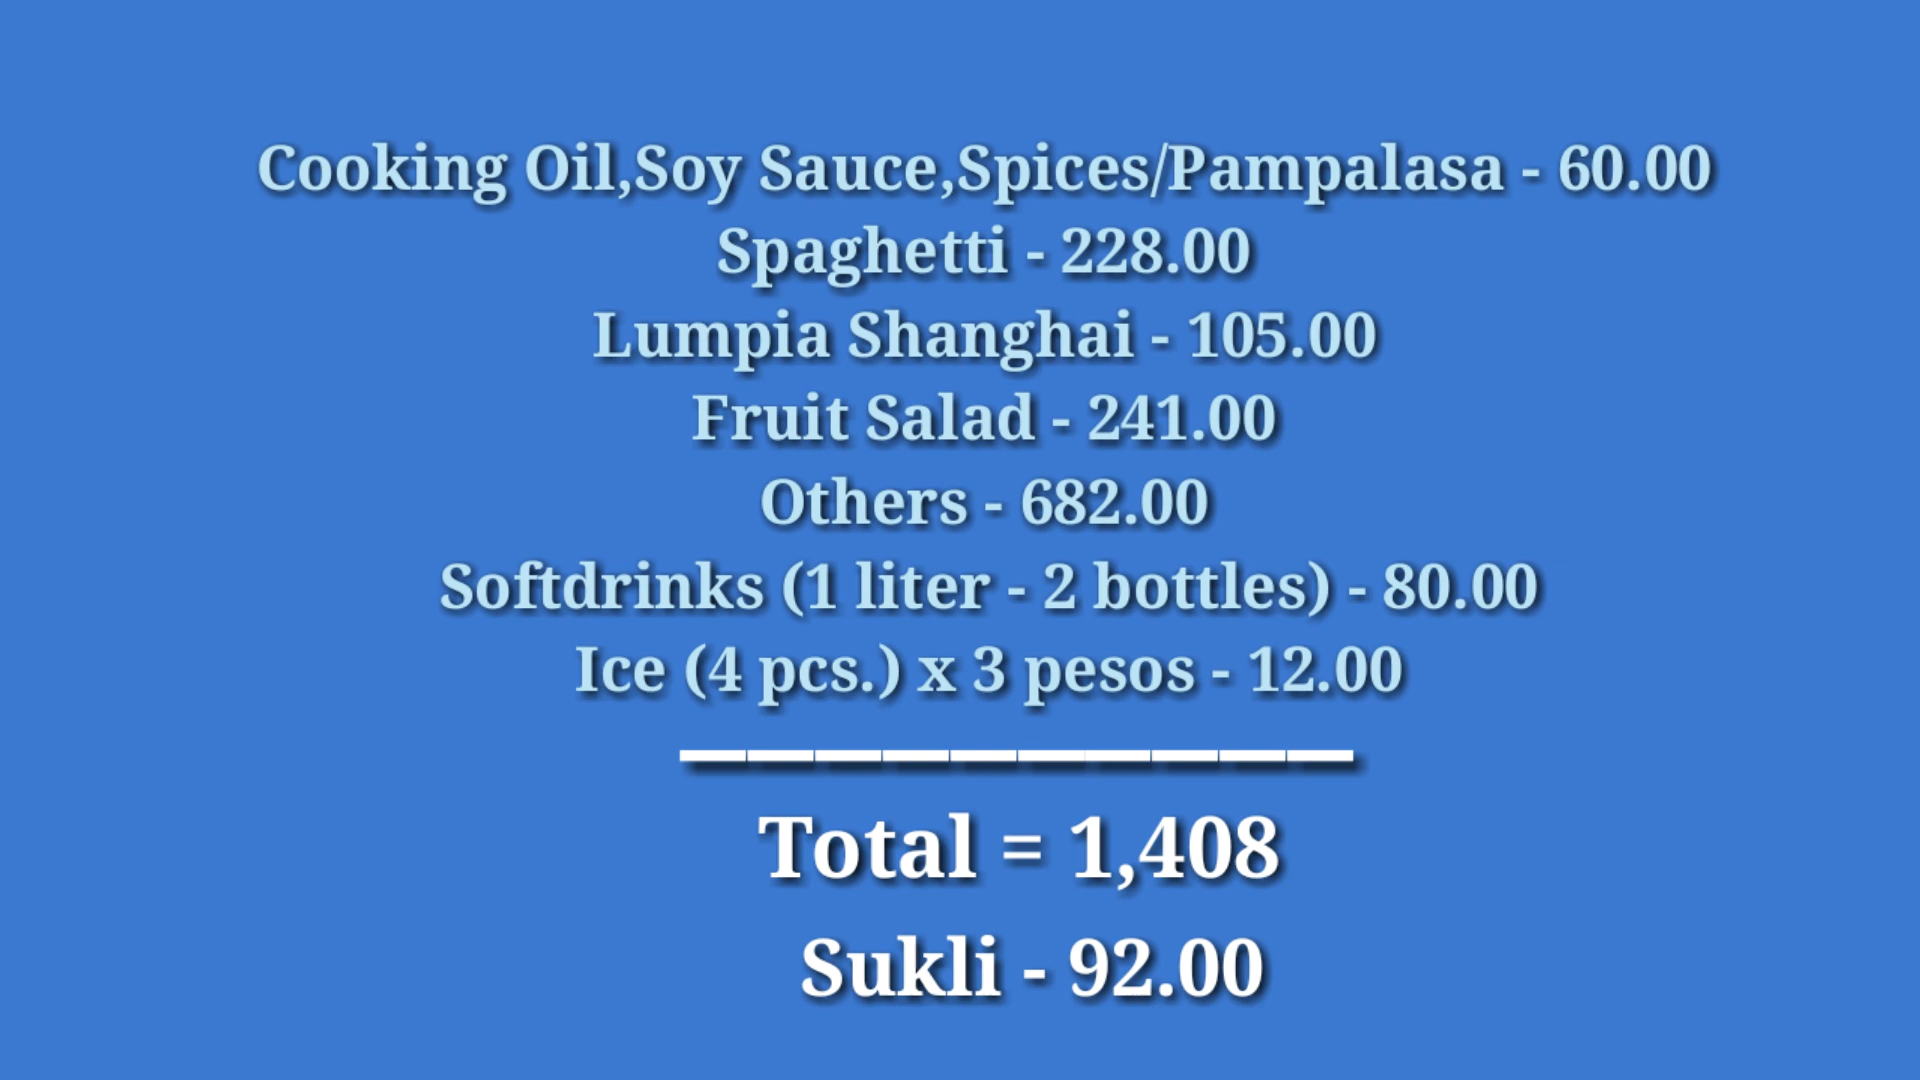 Cooking Oil,Soy Sauce,Spices/Pampalasa - 60.00
Spaghetti - 228.00
Lumpia Shanghai - 105.00
Fruit Salad - 241.00
Others - 682.00
Softdrinks (1 liter - 2 bottles) - 80.00
Ice (4 pcs.) x 3 pesos - 12.00
Total = 1,408
Sukli - 92.00